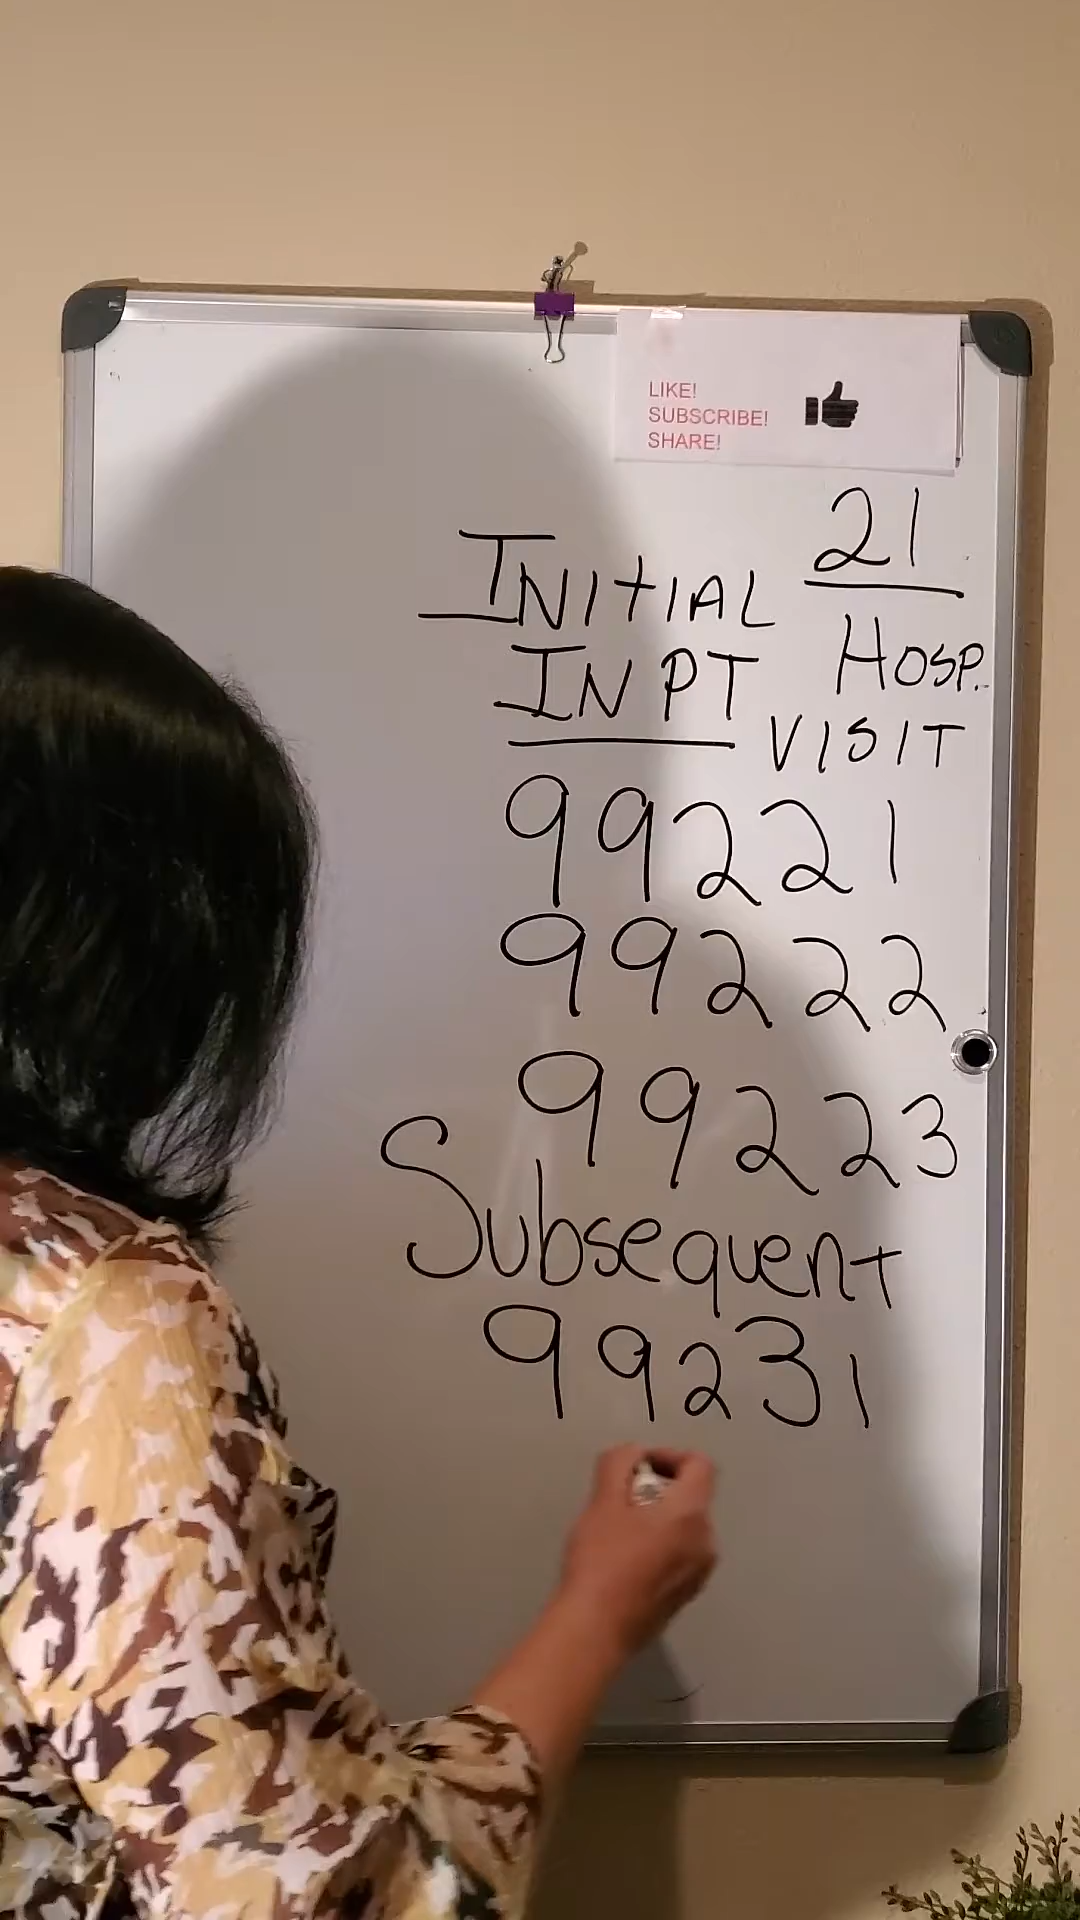 LIKE!
SUBSCRIBE!
SHARE!
21
INITIAL
INPT HOSP.
VISIT
99221
99222
99223
Subsequent
99231